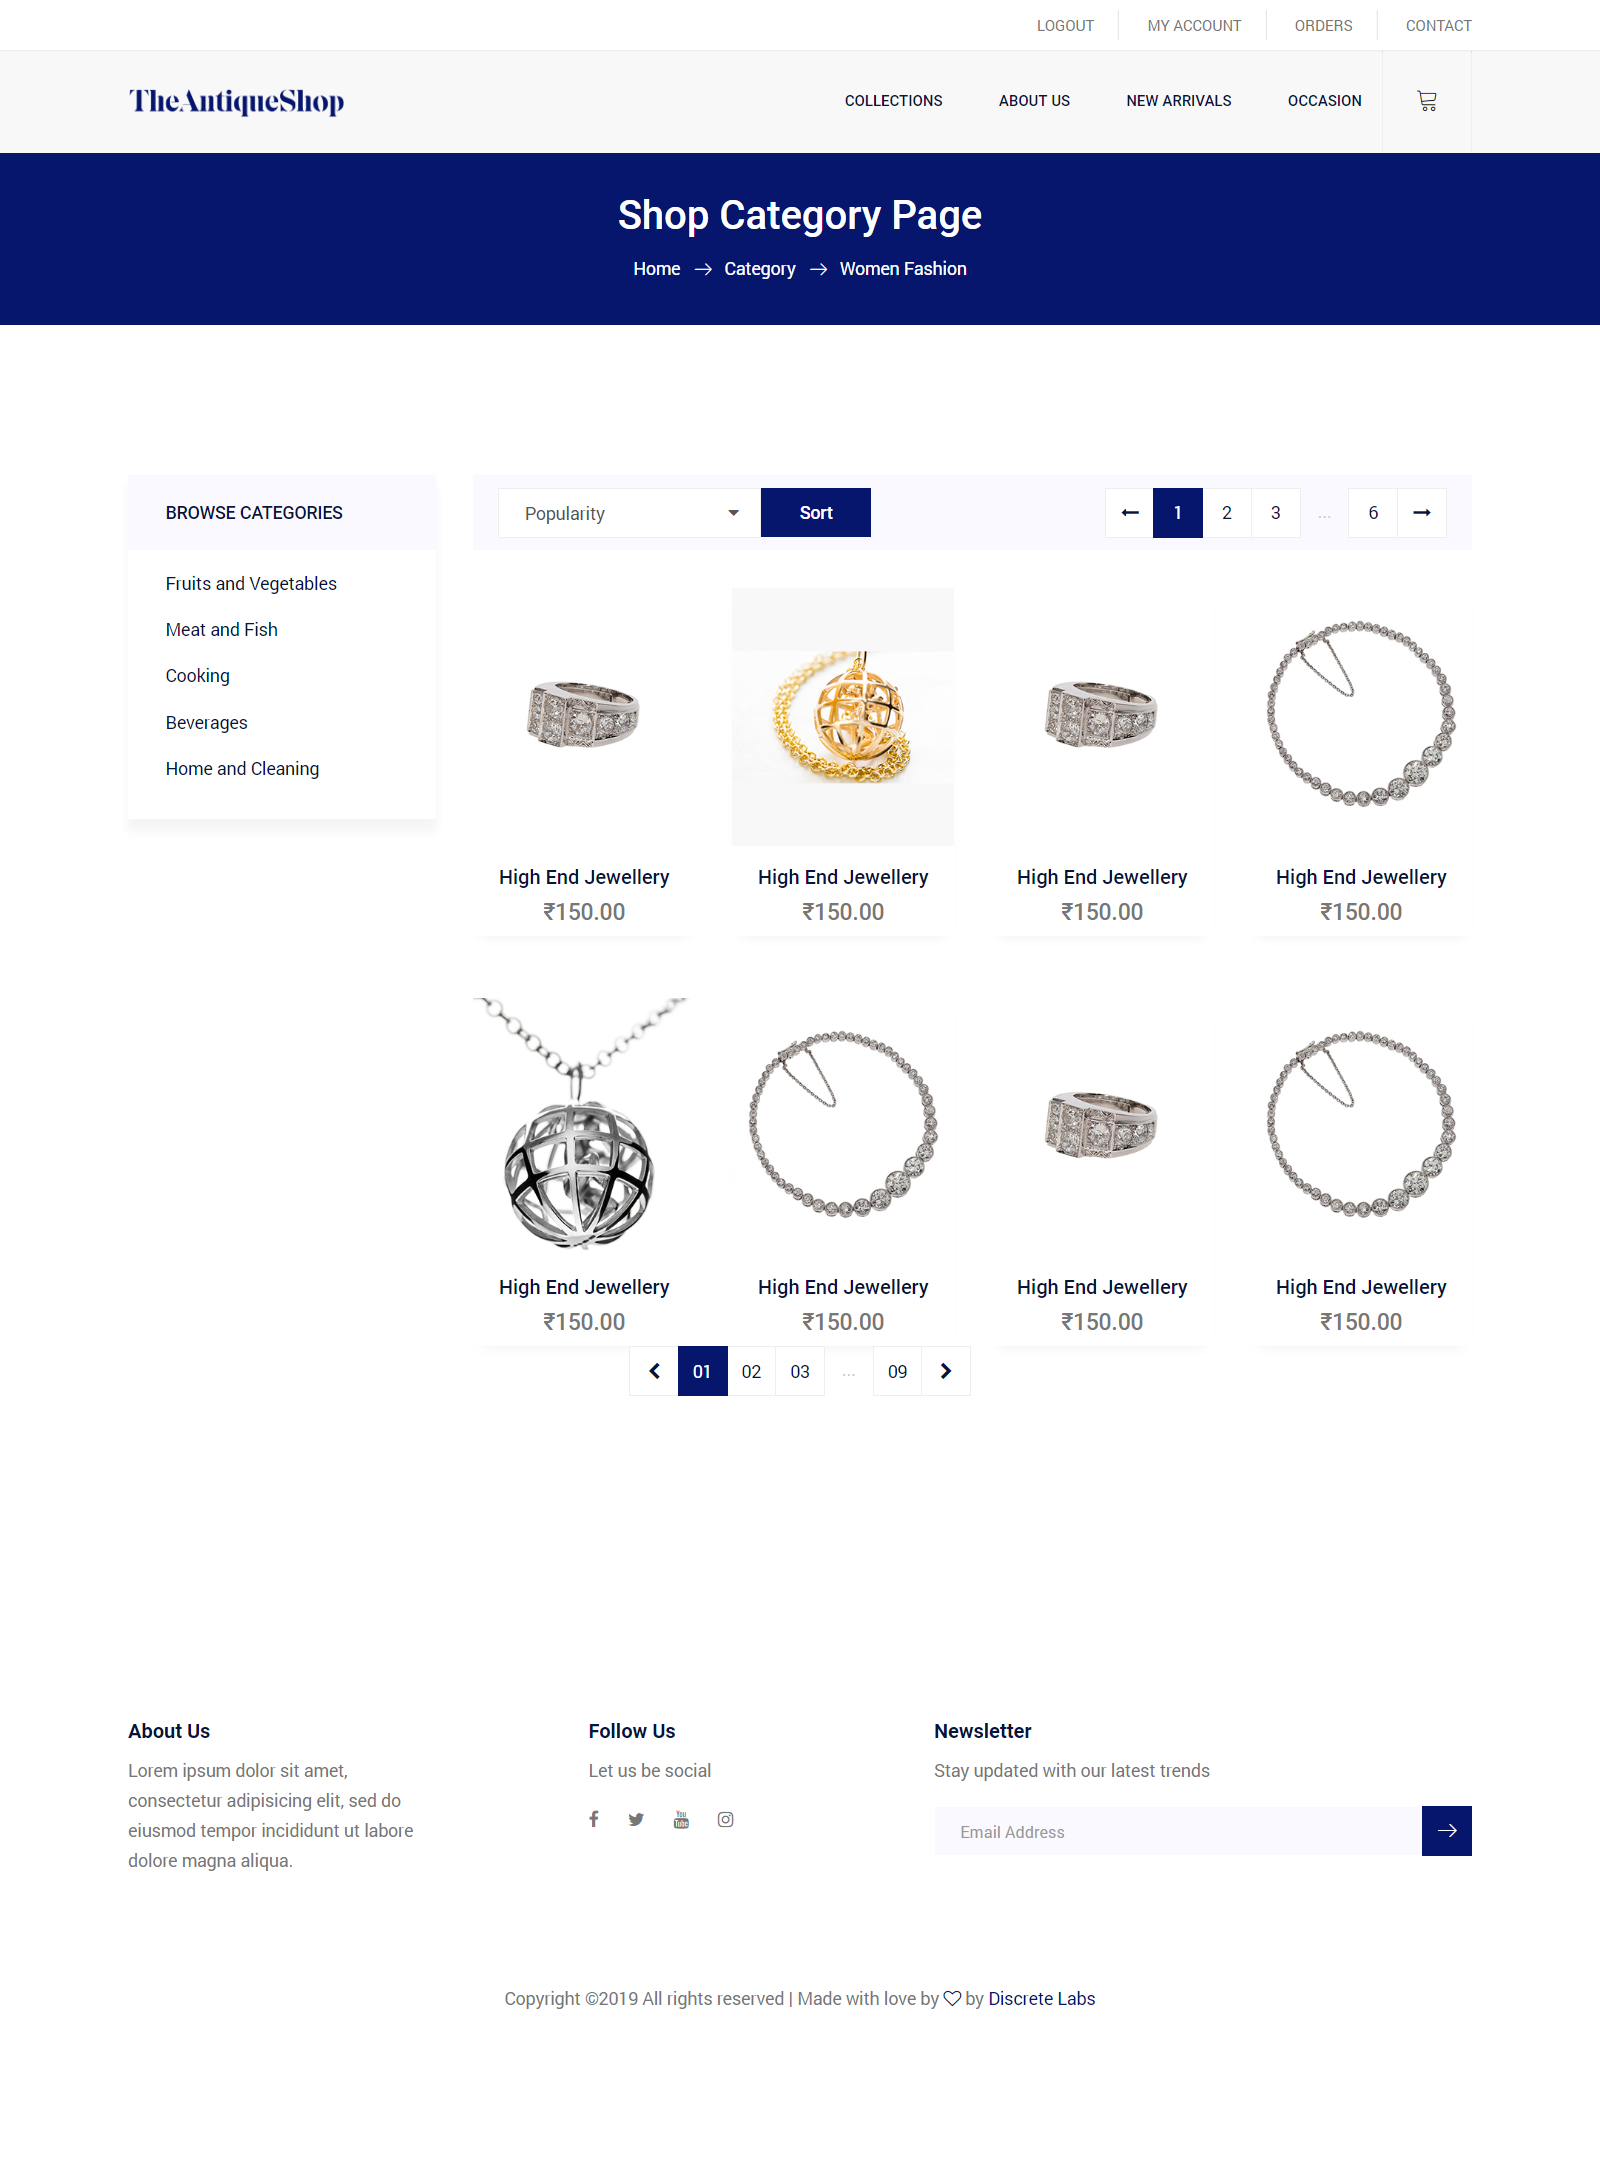 LOGOUT MY ACCOUNT ORDERS CONTACT
TheAntiqueShop COLLECTIONS ABOUT US NEW ARRIVALS OCCASION
Shop Category Page
Home → Category → Women Fashion
BROWSE CATEGORIES
Fruits and Vegetables
Meat and Fish
Cooking
Beverages
Home and Cleaning
Popularity Sort 1 2 3 ... 6
High End Jewellery High End Jewellery High End Jewellery High End Jewellery
₹150.00 ₹150.00 ₹150.00 ₹150.00
High End Jewellery High End Jewellery High End Jewellery High End Jewellery
₹150.00 ₹150.00 ₹150.00 ₹150.00
01 02 03 ... 09
About Us
Lorem ipsum dolor sit amet,
consectetur adipisicing elit, sed do
eiusmod tempor incididunt ut labore
dolore magna aliqua.
Follow Us
Let us be social
You Tube
Newsletter
Stay updated with our latest trends
Email Address
Copyright ©2019 All rights reserved | Made with love by ♡ by Discrete Labs